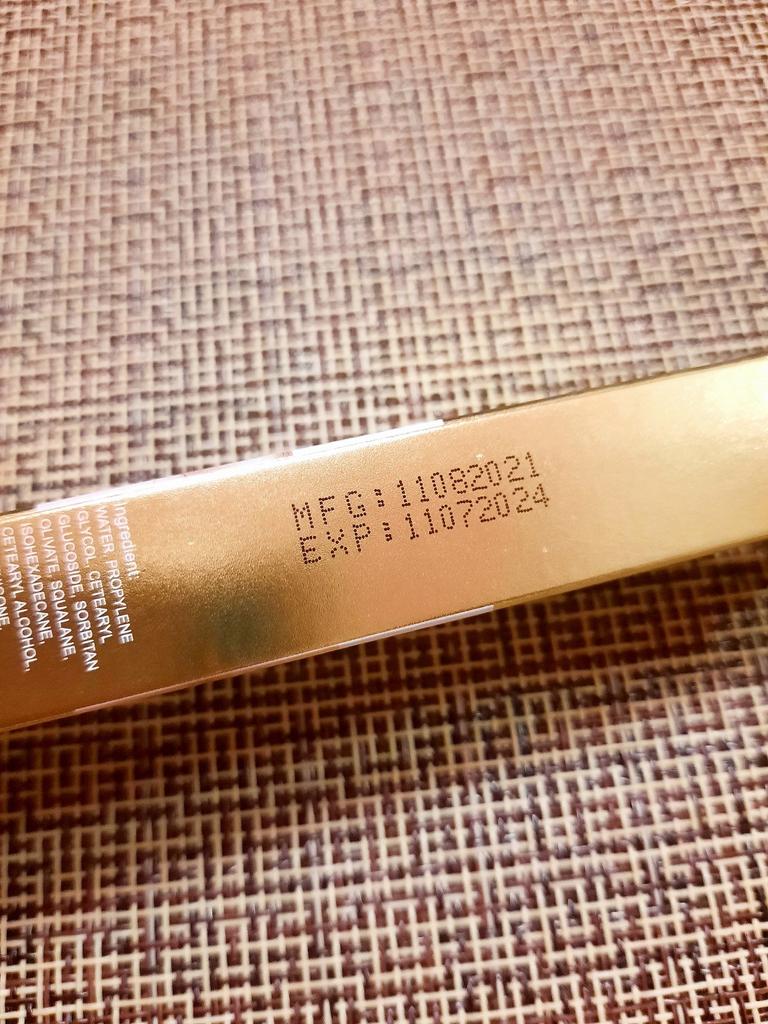 MFG:11082021
EXP:11072024
Ingredient:
WATER, PROPYLENE
GLYCOL, CETEARYL
GLUCOSIDE, SORBITAN
OLIVATE, SQUALANE,
ISOHEXADECANE,
CETEARYL ALCOHOL,